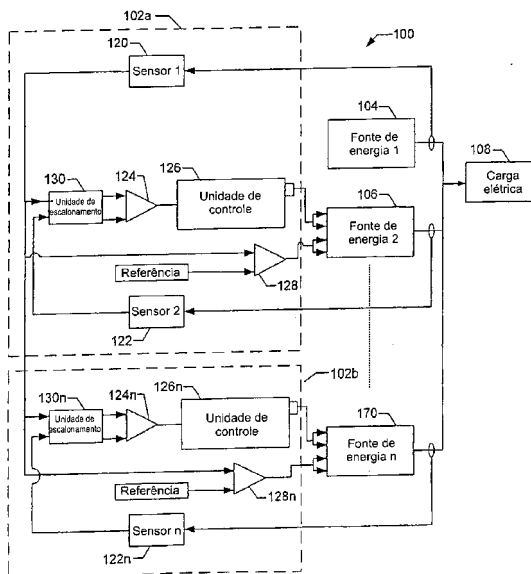 102a
120
Sensor 1
100
104
Fonte de
energia 1
108
Carga
elétrica
130
Unidade de
escalonamento
124
126
Unidade de
controle
106
Fonte de
energia 2
Referência
128
Sensor 2
122
102b
130n
Unidade de
escalonamento
124n
126n
Unidade de
controle
170
Fonte de
energia n
Referência
128n
Sensor n
122n